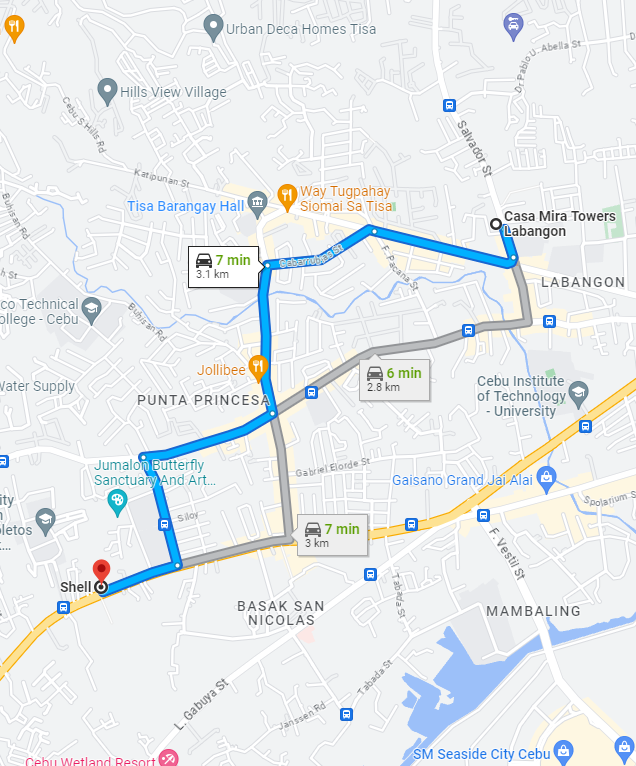 Urban Deca Homes Tisa
Dr. Pablo U. Abella St
Hills View Village
Cebu S Hills Rd
Salvador St
Katipunan St
Way Tugpahay
Siomai Sa Tisa
Tisa Barangay Hall
Buhisan Rd
Casa Mira Towers
Labangon
7 min
3.1 km
Cabarrubias St
F. Pacana St
LABANGON
co Technical
ollege - Cebu
Buhisan Rd
Jollibee
6 min
2.8 km
Water Supply
PUNTA PRINCESA
Cebu Institute
of Technology
- University
Jumalon Butterfly
Sanctuary And Art...
Gabriel Elorde St
Gaisano Grand Jai Alai
Spolarium St
Siloy
7 min
3 km
F. Vestil St
Shell
Tabada St
BASAK SAN
NICOLAS
MAMBALING
Tabada St
L. Gabuya St
Janssen Rd
Cebu Wetland Resort
SM Seaside City Cebu